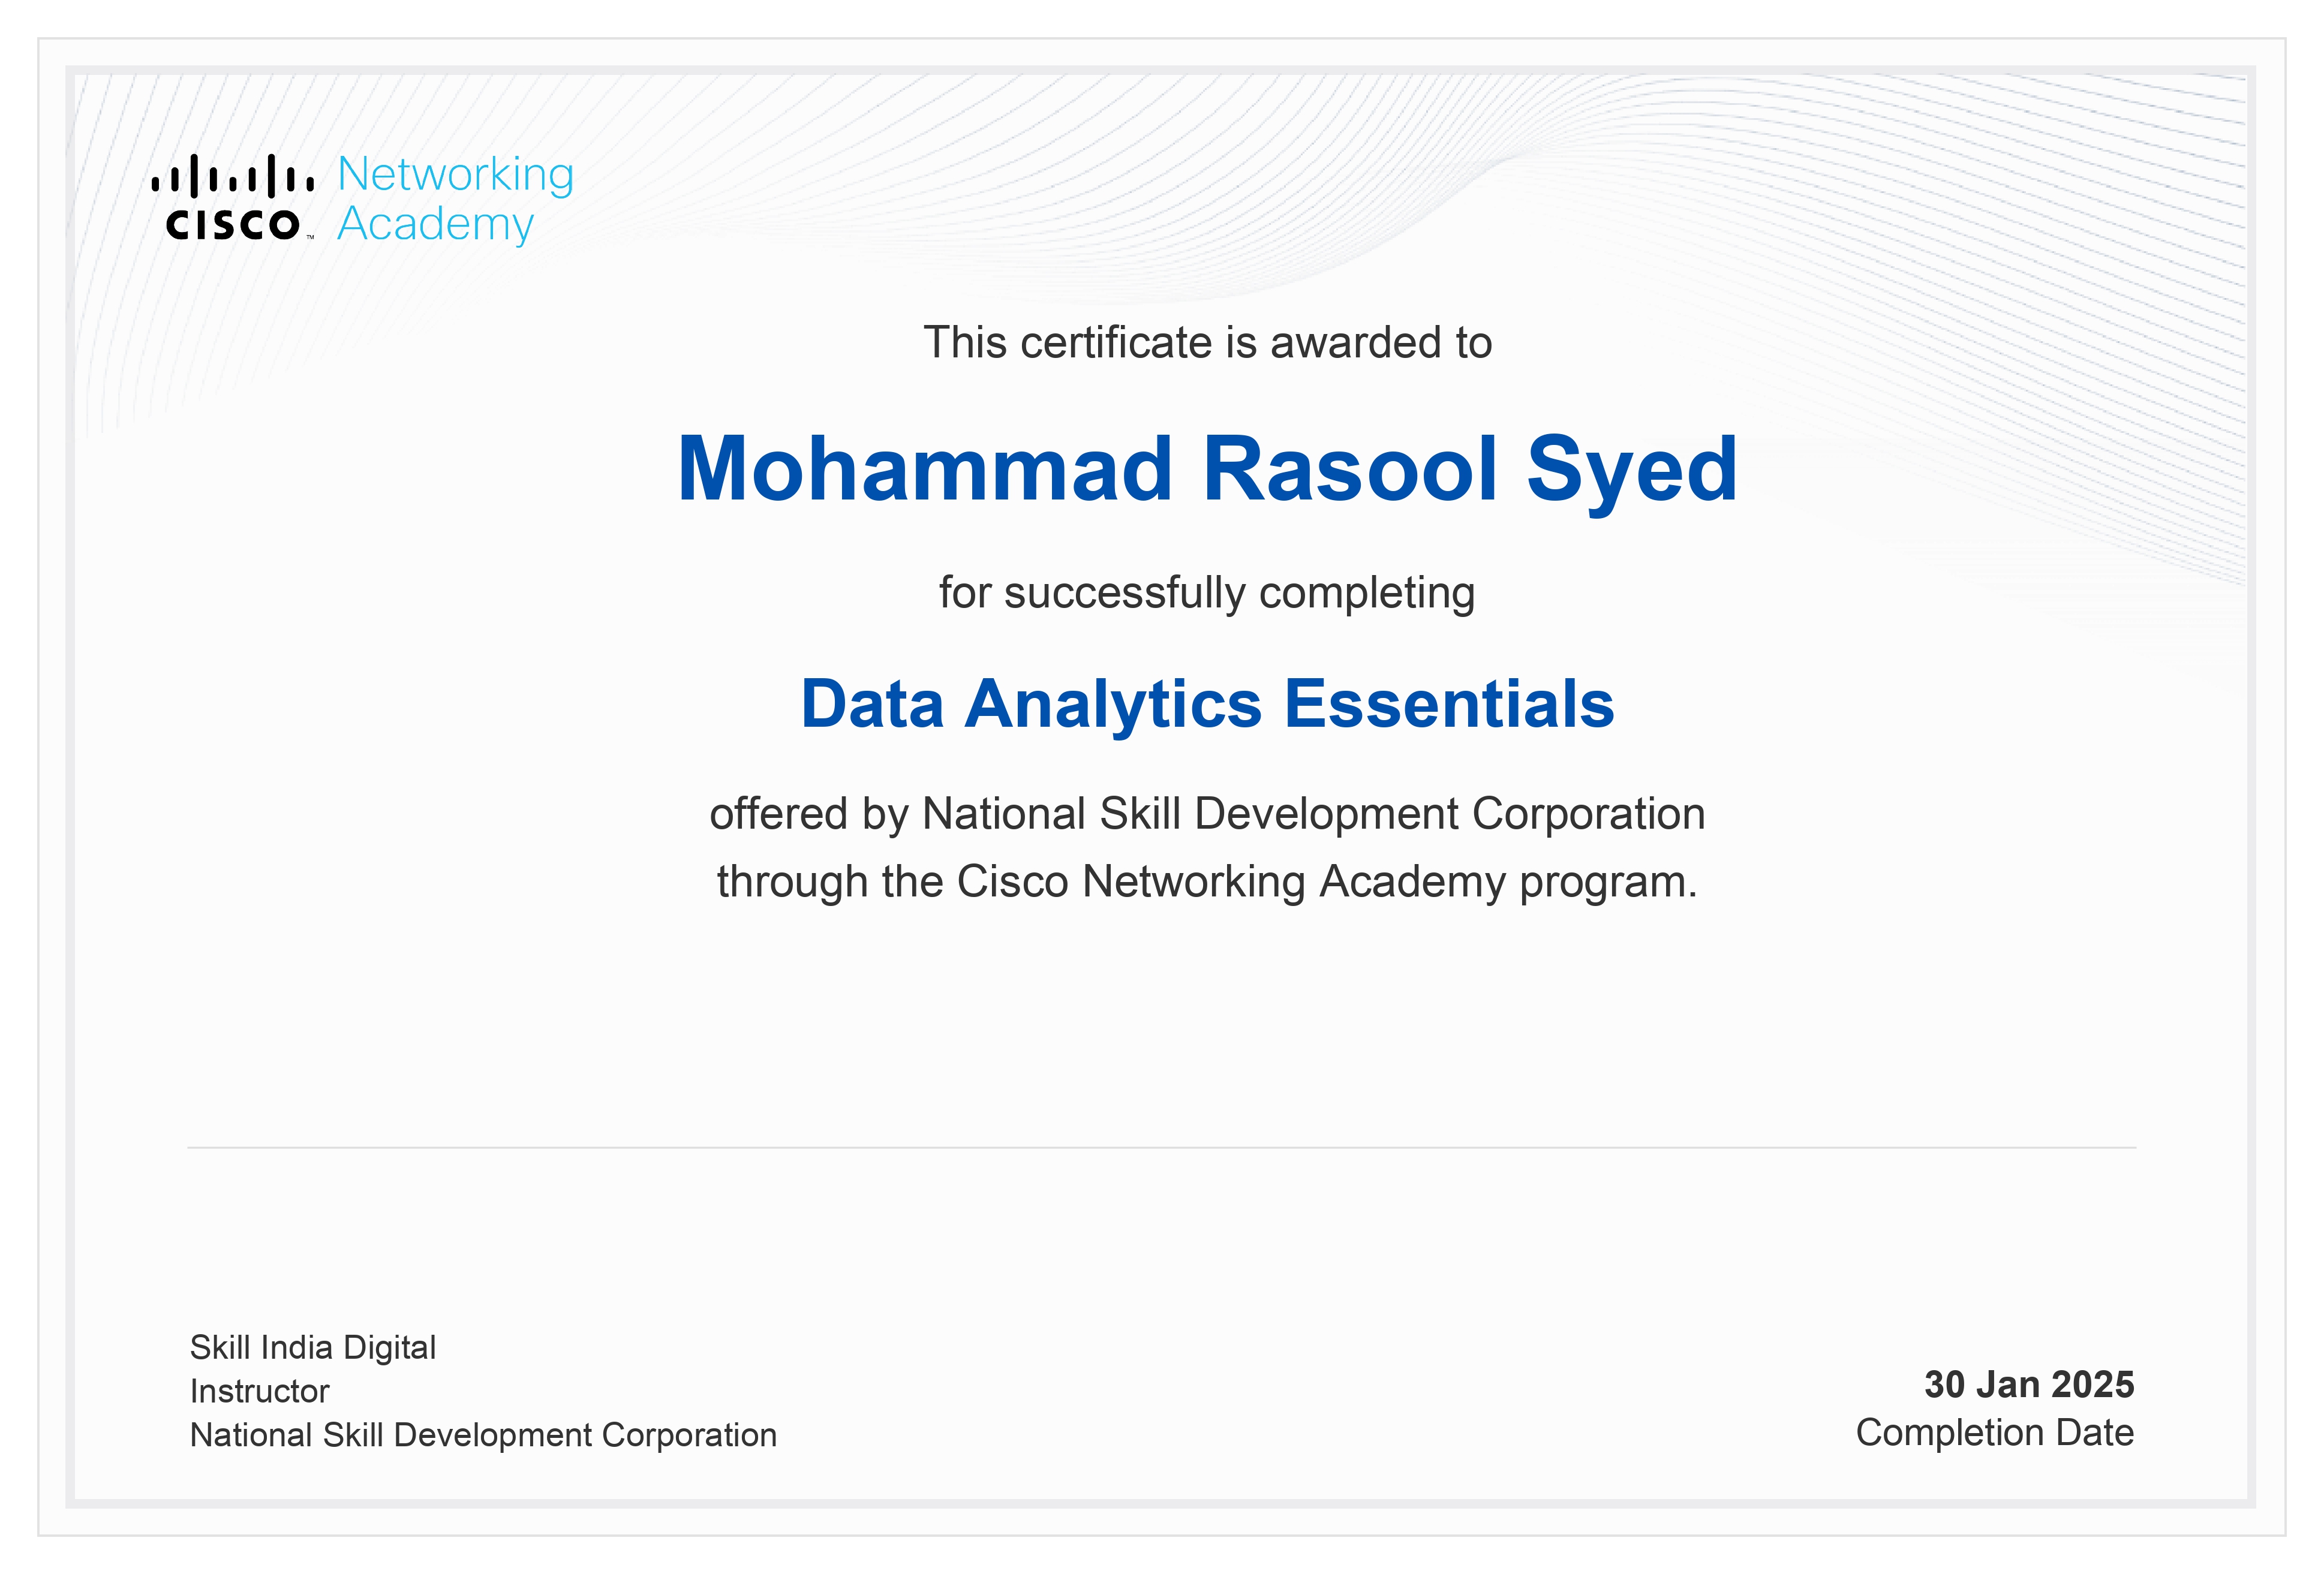 CISCO™
Networking
Academy
This certificate is awarded to
Mohammad Rasool Syed
for successfully completing
Data Analytics Essentials
offered by National Skill Development Corporation
through the Cisco Networking Academy program.
Skill India Digital
Instructor
National Skill Development Corporation
30 Jan 2025
Completion Date